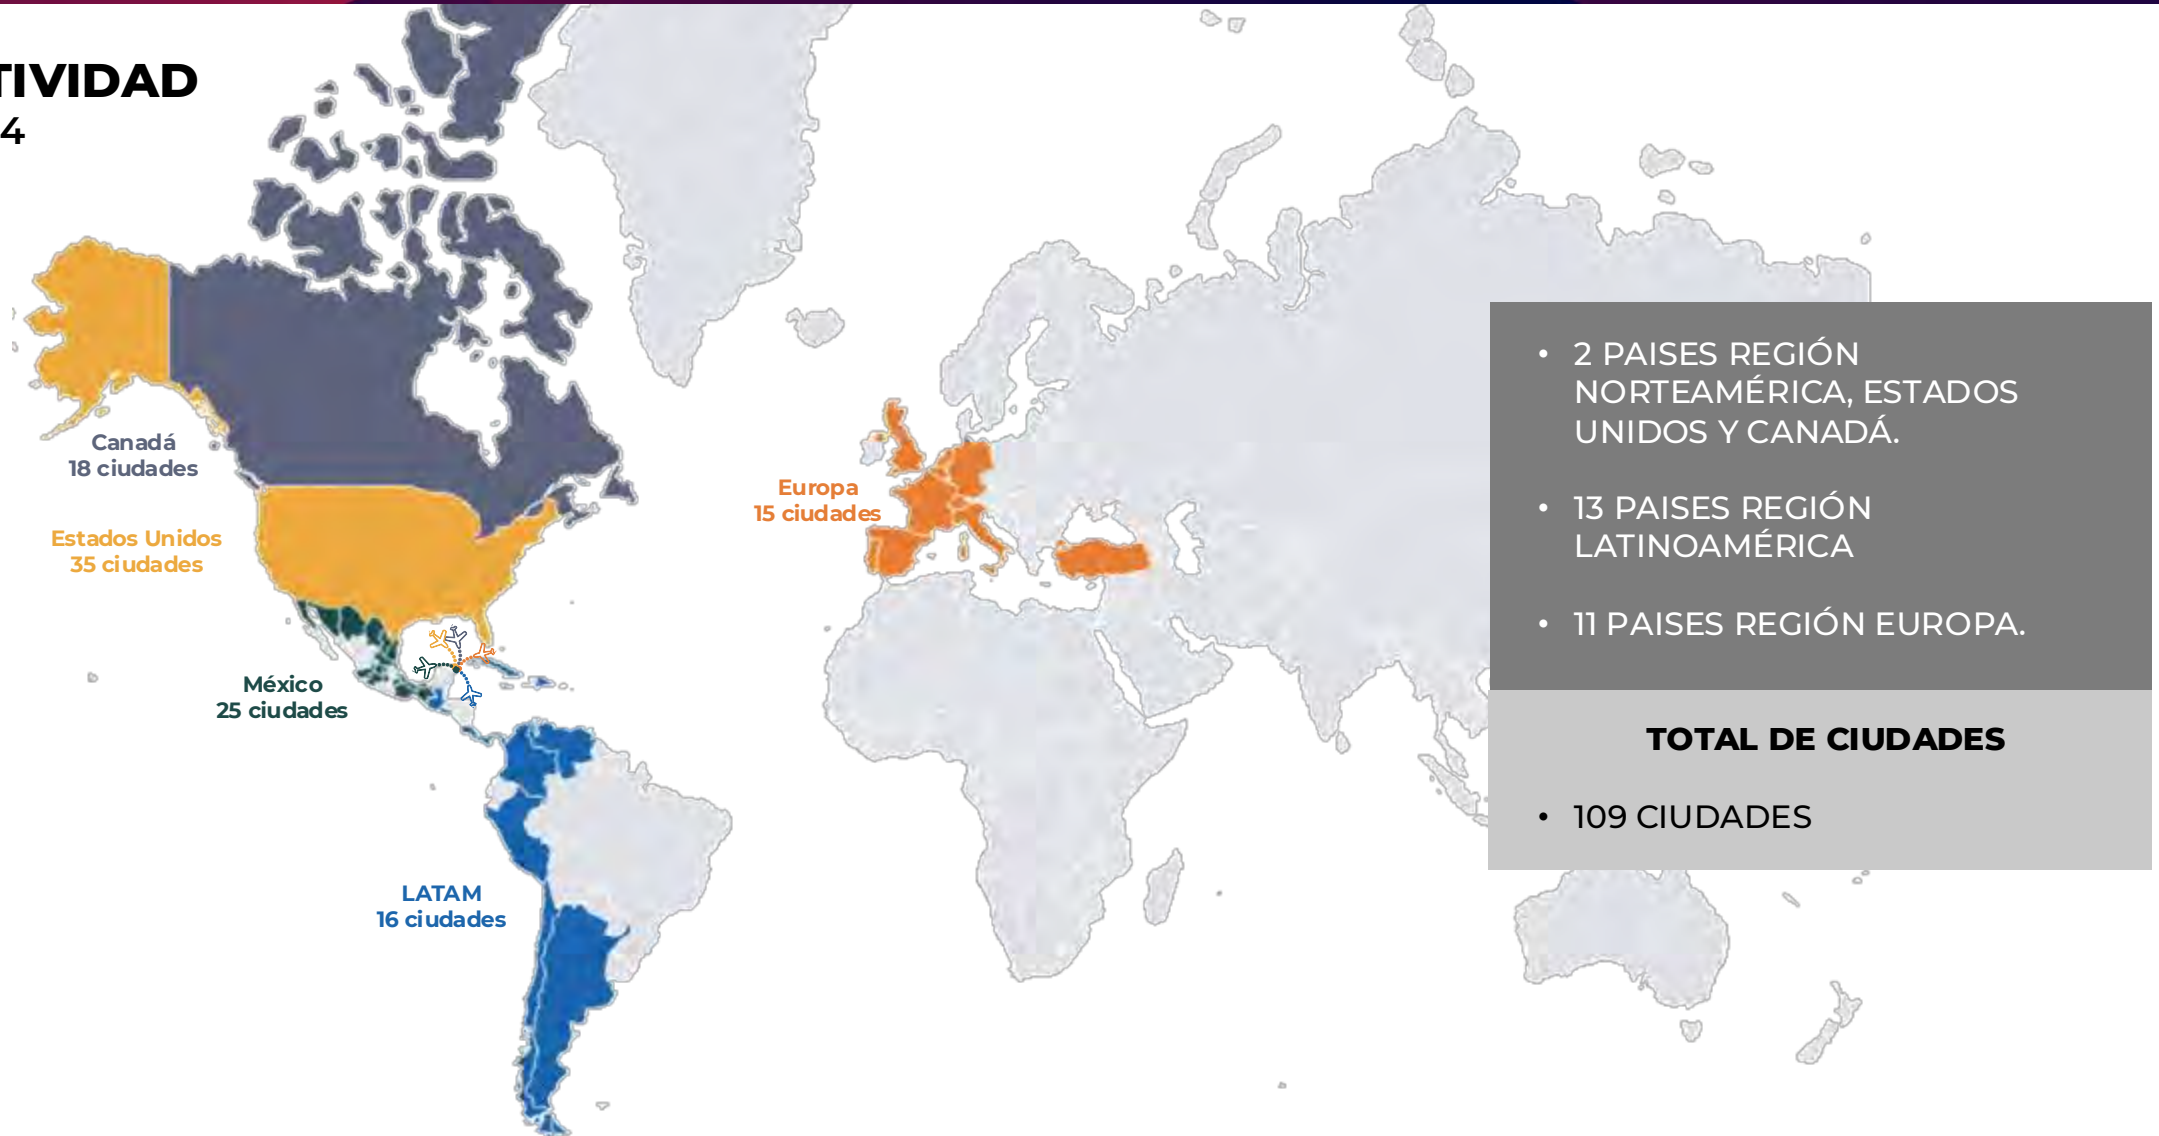 TIVIDAD
4
Canadá
18 ciudades
Estados Unidos
35 ciudades
México
25 ciudades
LATAM
16 ciudades
Europa
15 ciudades
• 2 PAISES REGIÓN
NORTEAMÉRICA, ESTADOS
UNIDOS Y CANADÁ.
• 13 PAISES REGIÓN
LATINOAMÉRICA
• 11 PAISES REGIÓN EUROPA.
TOTAL DE CIUDADES
• 109 CIUDADES